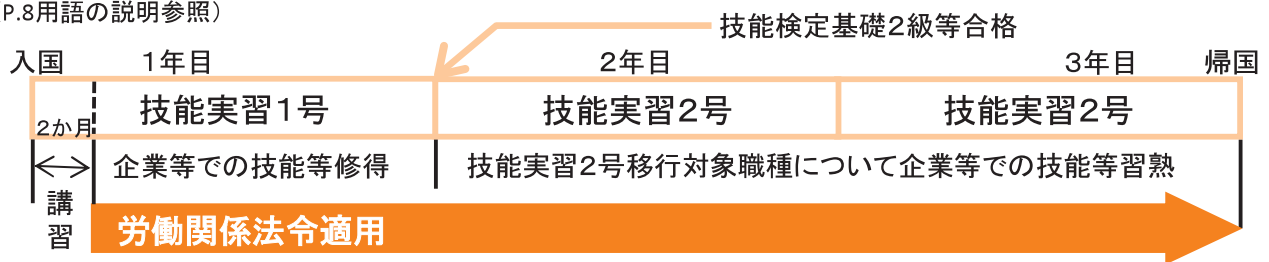 P.8用語の説明参照）
技能検定基礎２級等合格
入国
１年目
２年目
３年目
帰国
技能実習１号
技能実習２号
技能実習２号
２か月
企業等での技能等修得
技能実習２号移行対象職種について企業等での技能等習熟
講
習
労働関係法令適用